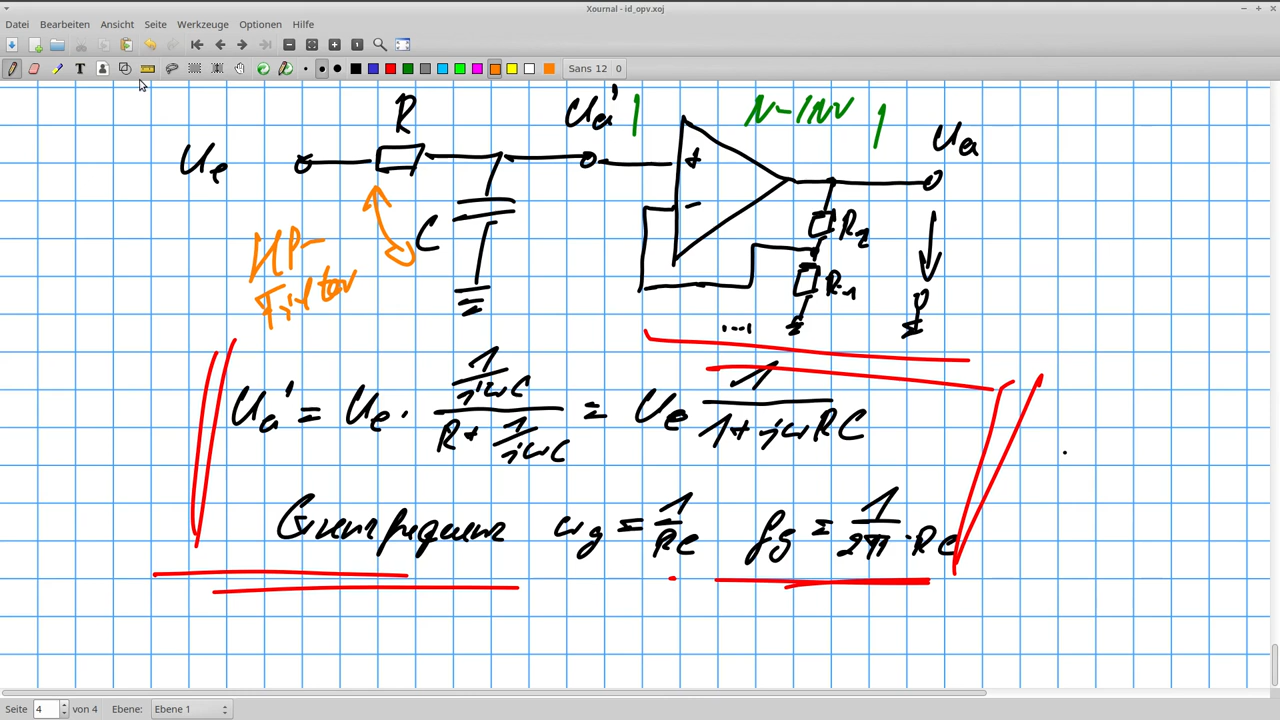 Xournal - id_opv.xoj
Datei Bearbeiten Ansicht Seite Werkzeuge Optionen Hilfe
Sans 12 0
R Ua' N-INV Ua
Ue
C R2
HP-
Filter
R1
...
Ua' = Ue · (1/jωC)/(R + 1/jωC) = Ue 1/(1 + jωRC)
Grenzfrequenz ωg = 1/RC fg = 1/2π·RC
Seite 4 von 4 Ebene: Ebene 1